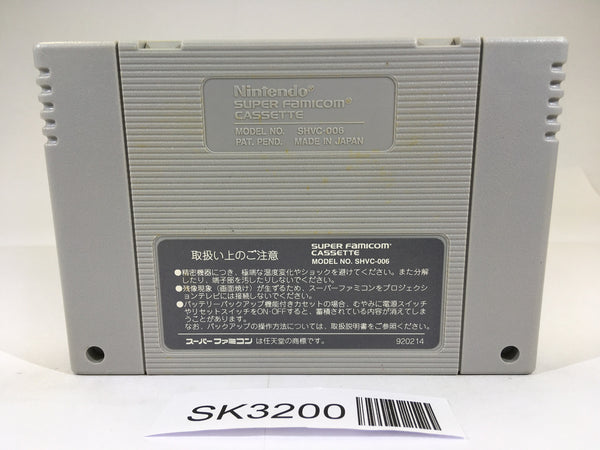 Nintendo®
SUPER FAMICOM®
CASSETTE
MODEL NO. SHVC-006
PAT. PEND. MADE IN JAPAN
取扱い上のご注意
SUPER FAMICOM®
CASSETTE
MODEL NO. SHVC-006
●精密機器につき、極端な温度変化やショックを避けてください。また分解
したり、端子部を汚したりしないでください。
●残像現象（画面焼け）が生ずるため、スーパーファミコンをプロジェクシ
ョンテレビには接続しないでください。
●バッテリーバックアップ機能付きカセットの場合、むやみに電源スイッチ
やリセットスイッチをON·OFFすると、蓄積されている内容が消えてしま
うことがあります。
なお、バックアップの操作方法については、取扱説明書をご参照ください。
スーパーファミコン は任天堂の商標です。
920214
SK3200